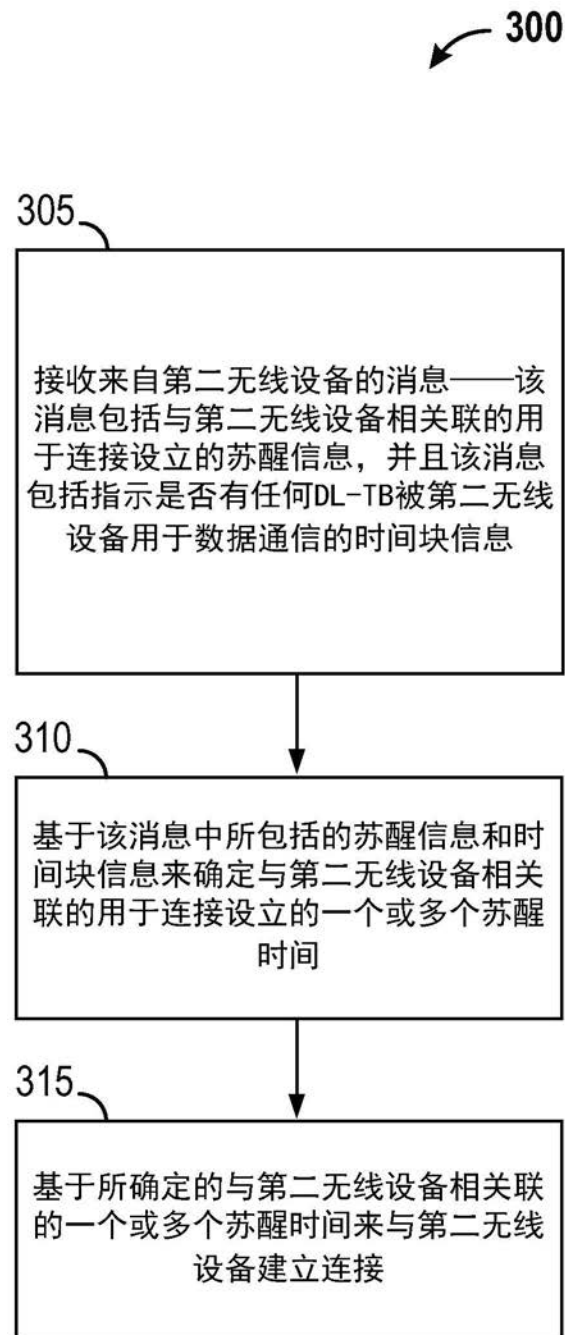 300
305
接收来自第二无线设备的消息——该
消息包括与第二无线设备相关联的用
于连接设立的苏醒信息，并且该消息
包括指示是否有任何DL-TB被第二无线
设备用于数据通信的时间块信息
310
基于该消息中所包括的苏醒信息和时
间块信息来确定与第二无线设备相关
联的用于连接设立的一个或多个苏醒
时间
315
基于所确定的与第二无线设备相关联
的一个或多个苏醒时间来与第二无线
设备建立连接